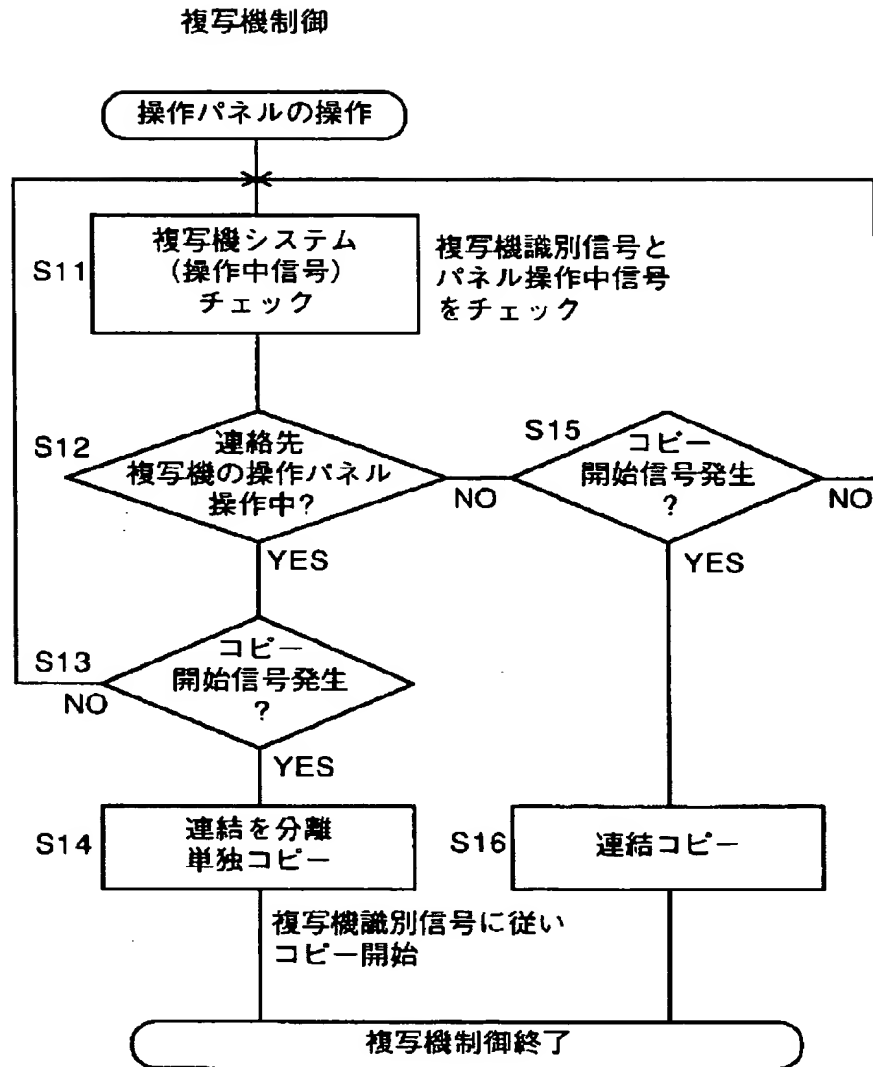 複写機制御
操作パネルの操作
S11
複写機システム
(操作中信号)
チェック
複写機識別信号と
パネル操作中信号
をチェック
S12
連絡先
複写機の操作パネル
操作中?
NO
YES
S15
コピー
開始信号発生
?
NO
YES
S13
コピー
開始信号発生
?
NO
YES
S14
連結を分離
単独コピー
S16
連結コピー
複写機識別信号に従い
コピー開始
複写機制御終了